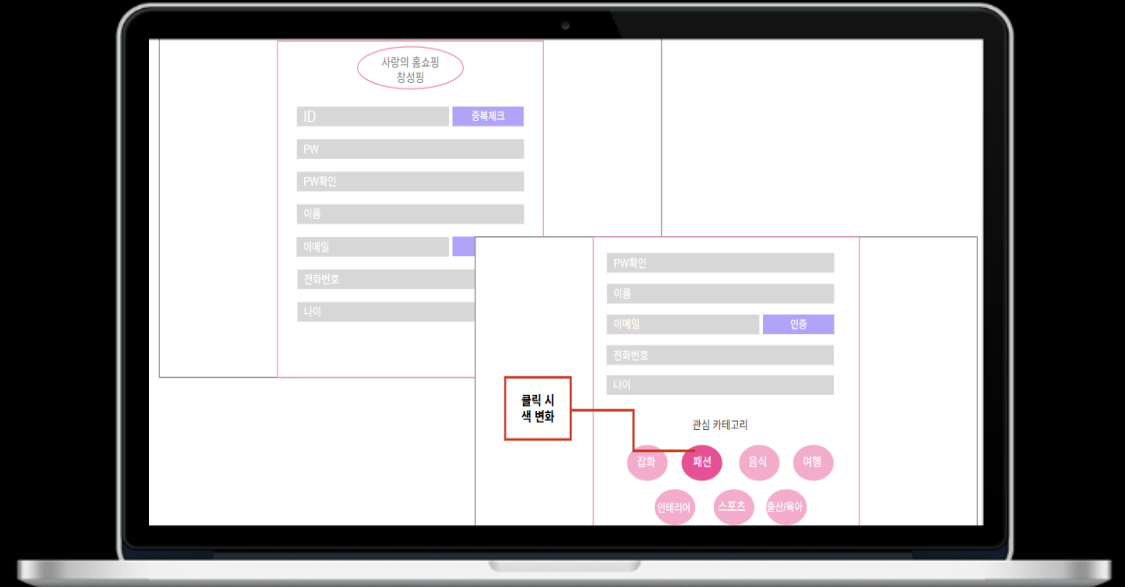 사랑의 홈쇼핑
창성핑
ID
중복체크
PW
PW확인
이름
이메일
전화번호
나이
PW확인
이름
이메일
인증
전화번호
나이
클릭 시
색 변화
관심 카테고리
잡화
패션
음식
여행
인테리어
스포츠
출산/육아